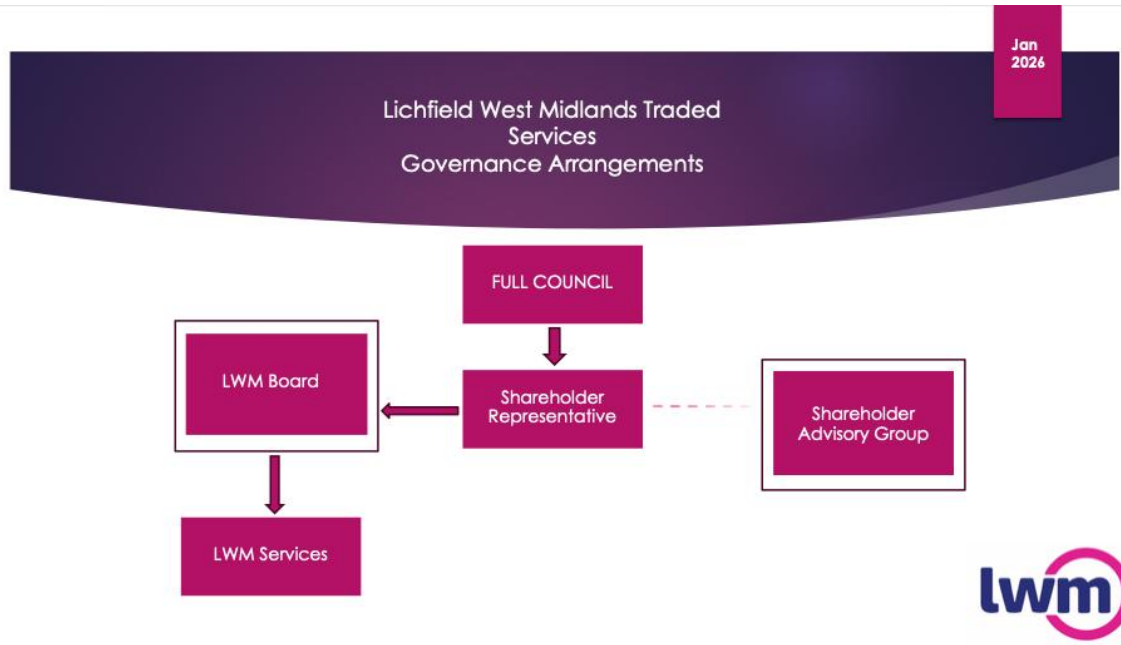 Jan
2026
Lichfield West Midlands Traded
Services
Governance Arrangements
FULL COUNCIL
LWM Board
Shareholder
Representative
Shareholder
Advisory Group
LWM Services
lwm